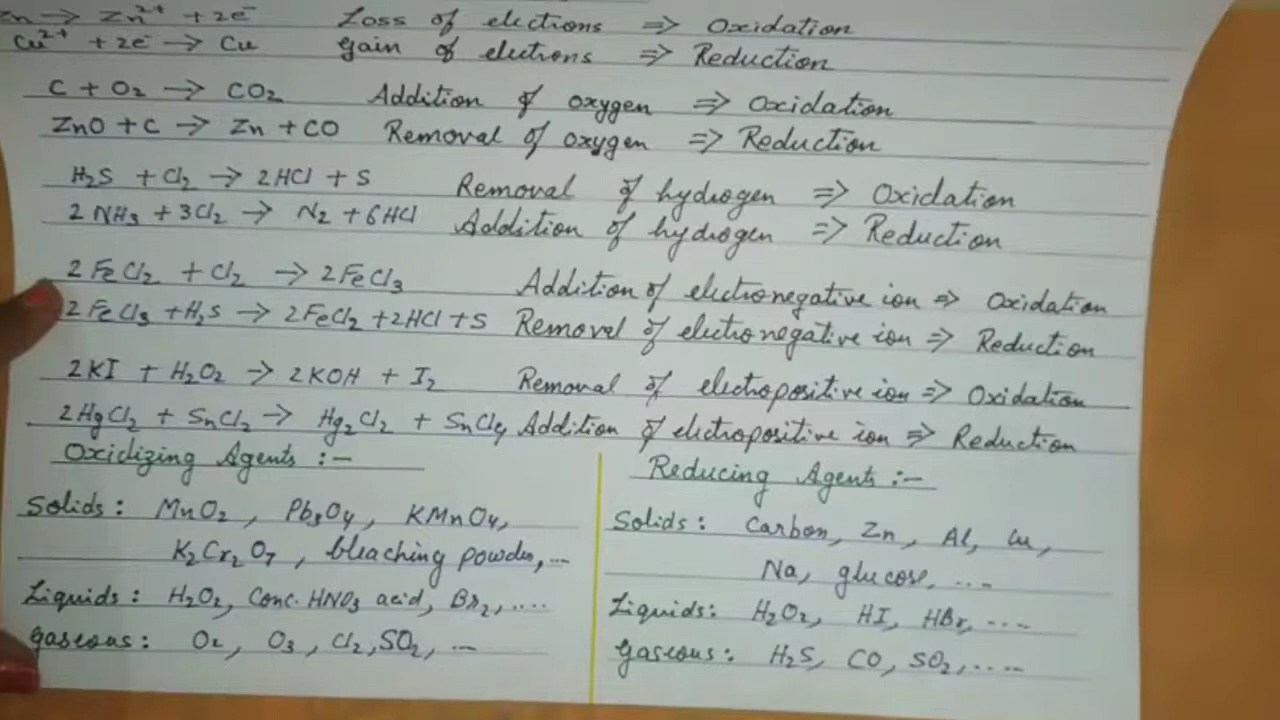 Zn → Zn²⁺ + 2e⁻ Loss of electrons ⇒ Oxidation
Cu²⁺ + 2e⁻ → Cu Gain of electrons ⇒ Reduction
C + O₂ → CO₂ Addition of oxygen ⇒ Oxidation
ZnO + C → Zn + CO Removal of oxygen ⇒ Reduction
H₂S + Cl₂ → 2HCl + S Removal of hydrogen ⇒ Oxidation
2NH₃ + 3Cl₂ → N₂ + 6HCl Addition of hydrogen ⇒ Reduction
2FeCl₂ + Cl₂ → 2FeCl₃ Addition of electronegative ion ⇒ Oxidation
2FeCl₃ + H₂S → 2FeCl₂ + 2HCl + S Removal of electronegative ion ⇒ Reduction
2KI + H₂O₂ → 2KOH + I₂ Removal of electropositive ion ⇒ Oxidation
2HgCl₂ + SnCl₂ → Hg₂Cl₂ + SnCl₄ Addition of electropositive ion ⇒ Reduction
Oxidizing Agents :-
Solids : MnO₂, Pb₃O₄, KMnO₄,
K₂Cr₂O₇, bleaching powder, ...
Liquids : H₂O₂, Conc. HNO₃ acid, Br₂, ....
Gaseous : O₂, O₃, Cl₂, SO₂, ...
Reducing Agents :-
Solids : Carbon, Zn, Al, Cu,
Na, glucose, ....
Liquids : H₂O₂, HI, HBr, ....
Gaseous : H₂S, CO, SO₂, .....